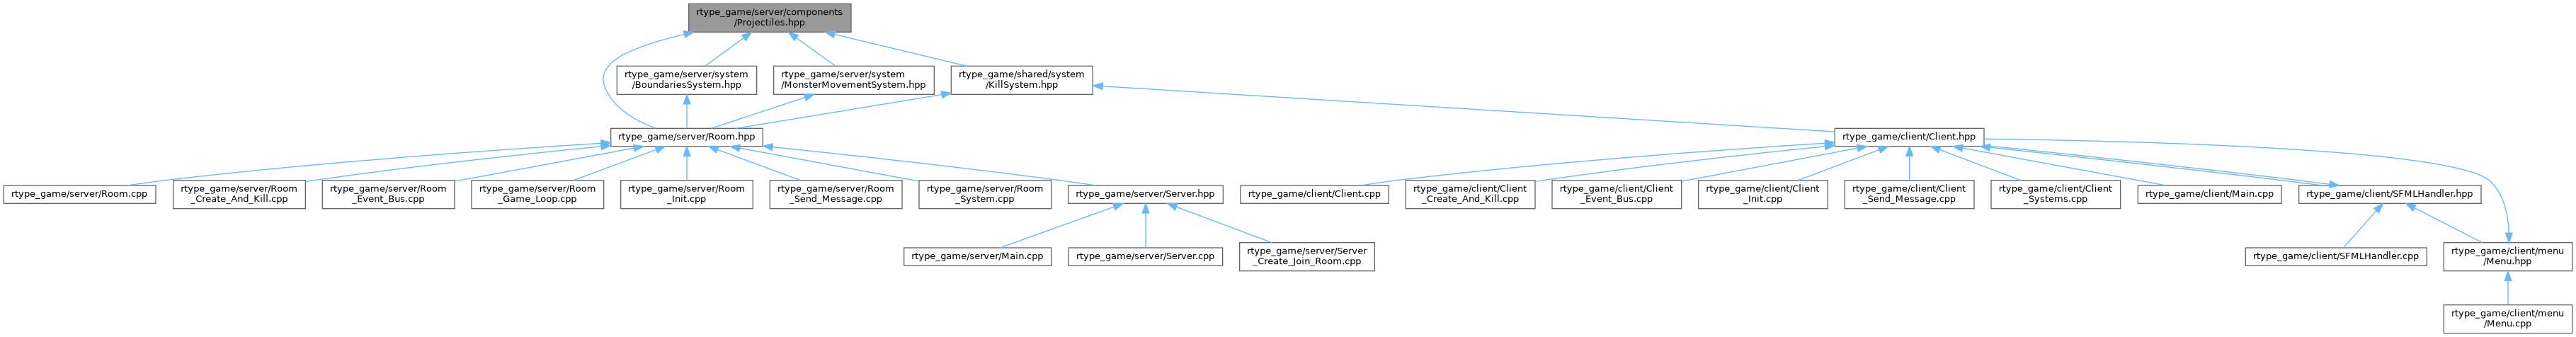 rtype_game/server/components
/Projectiles.hpp
rtype_game/server/system
/BoundariesSystem.hpp
rtype_game/server/system
/MonsterMovementSystem.hpp
rtype_game/shared/system
/KillSystem.hpp
rtype_game/server/Room.hpp
rtype_game/client/Client.hpp
rtype_game/server/Room.cpp
rtype_game/server/Room
_Create_And_Kill.cpp
rtype_game/server/Room
_Event_Bus.cpp
rtype_game/server/Room
_Game_Loop.cpp
rtype_game/server/Room
_Init.cpp
rtype_game/server/Room
_Send_Message.cpp
rtype_game/server/Room
_System.cpp
rtype_game/server/Server.hpp
rtype_game/client/Client.cpp
rtype_game/client/Client
_Create_And_Kill.cpp
rtype_game/client/Client
_Event_Bus.cpp
rtype_game/client/Client
_Init.cpp
rtype_game/client/Client
_Send_Message.cpp
rtype_game/client/Client
_Systems.cpp
rtype_game/client/Main.cpp
rtype_game/client/SFMLHandler.hpp
rtype_game/server/Main.cpp
rtype_game/server/Server.cpp
rtype_game/server/Server
_Create_Join_Room.cpp
rtype_game/client/SFMLHandler.cpp
rtype_game/client/menu
/Menu.hpp
rtype_game/client/menu
/Menu.cpp